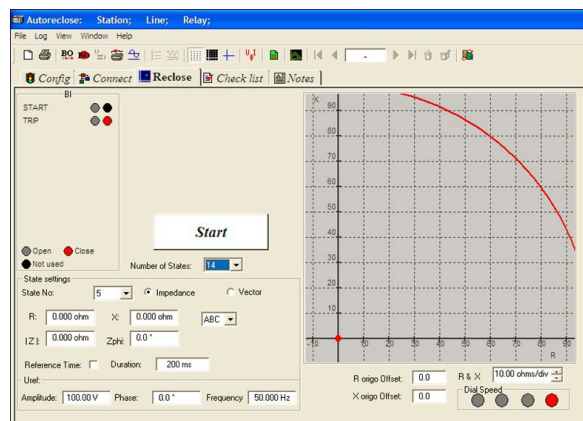 Autoreclose: Station; Line; Relay;
File Log View Window Help
BQ
-
Config Connect Reclose Check list Notes
BI
START
TRIP
Open Close
Not used
Start
Number of States: 14
State settings
State No: 5 Impedance Vector
R: 0.000 ohm X: 0.000 ohm ABC
|Z|: 0.000 ohm Zphi: 0.0 °
Reference Time: Duration: 200 ms
Uref:
Amplitude: 100.00 V Phase: 0.0 ° Frequency 50.000 Hz
X
90
80
70
60
50
40
30
20
10
-10 0 10 20 30 40 50 60 70 80 90
R
R origo Offset: 0.0 R & X 10.00 ohms/div
X origo Offset: 0.0 Dial Speed